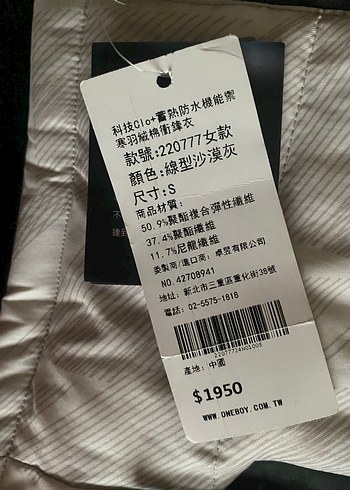 科技Clo+蓄熱防水機能禦
寒羽絨棉衝鋒衣
款號:220777女款
顏色:線型沙漠灰
尺寸:S
商品材質:
50.9%聚酯複合彈性纖維
37.4%聚酯纖維
11.7%尼龍纖維
委製商(進口商):卓昱有限公司
NO.42708941
地址:新北市三重區重化街38號
電話:02-5575-1818
產地:中國
$1950
WWW.ONEBOY.COM.TW